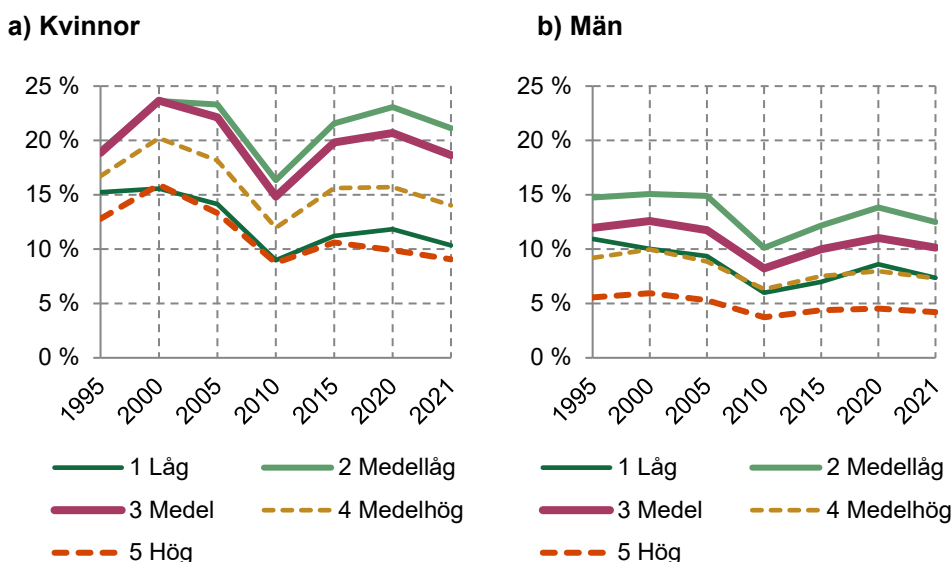 a) Kvinnor
25 %
20 %
15 %
10 %
5 %
0 %
1995
2000
2005
2010
2015
2020
2021
1 Låg
2 Medellåg
3 Medel
4 Medelhög
5 Hög
b) Män
25 %
20 %
15 %
10 %
5 %
0 %
1995
2000
2005
2010
2015
2020
2021
1 Låg
2 Medellåg
3 Medel
4 Medelhög
5 Hög